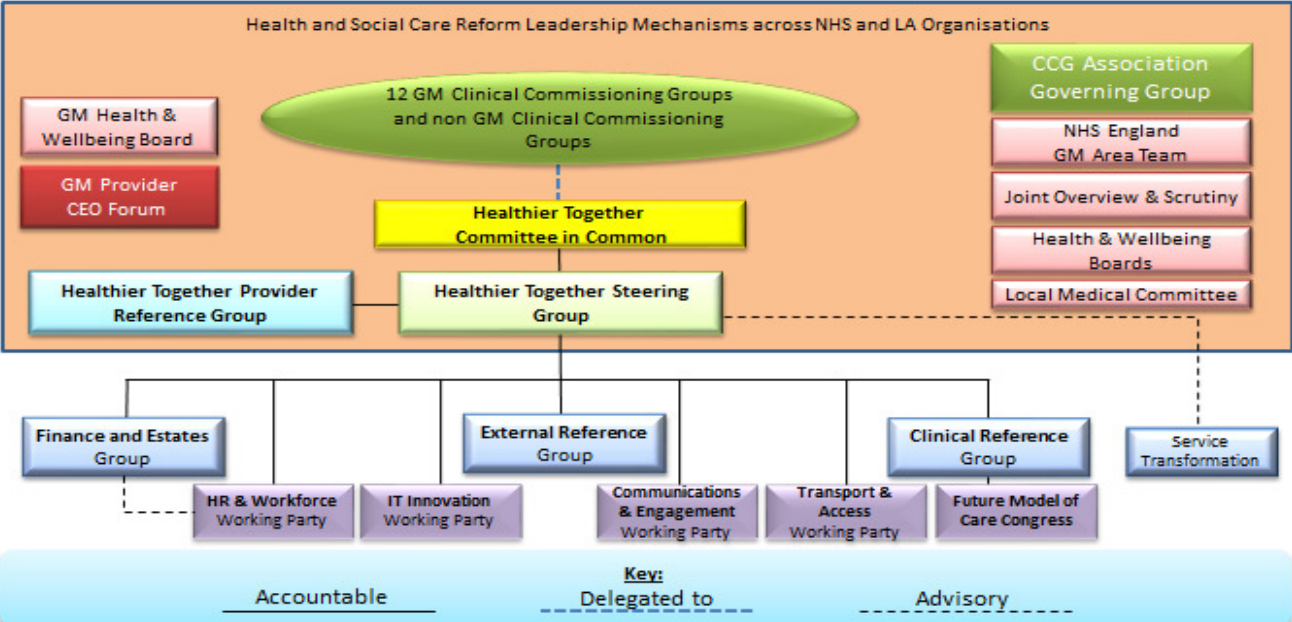 Health and Social Care Reform Leadership Mechanisms across NHS and LA Organisations
GM Health &
Wellbeing Board
GM Provider
CEO Forum
12 GM Clinical Commissioning Groups
and non GM Clinical Commissioning
Groups
CCG Association
Governing Group
NHS England
GM Area Team
Joint Overview & Scrutiny
Health & Wellbeing
Boards
Local Medical Committee
Healthier Together
Committee in Common
Healthier Together Provider
Reference Group
Healthier Together Steering
Group
Finance and Estates
Group
External Reference
Group
Clinical Reference
Group
Service
Transformation
HR & Workforce
Working Party
IT Innovation
Working Party
Communications
& Engagement
Working Party
Transport &
Access
Working Party
Future Model of
Care Congress
Key:
Accountable
Delegated to
Advisory